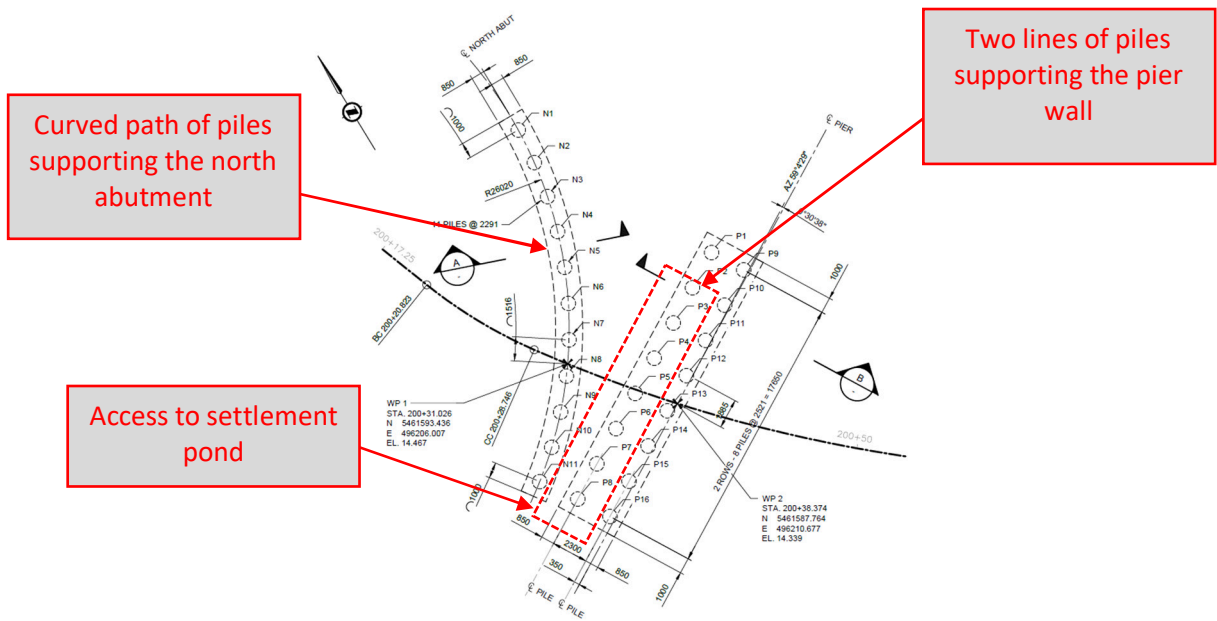 Two lines of piles
supporting the pier
wall
Curved path of piles
supporting the north
abutment
Access to settlement
pond
℄ NORTH ABUT
850
850
1000
N1
N2
N3
R26020
N4
11 PILES @ 2291
N5
N6
N7
N8
N9
N10
N11
200+17.25
A
-
BC 200+20.823
1516
CC 200+28.746
WP 1
STA. 200+31.026
N 5461593.436
E 496206.007
EL. 14.467
1000
℄ PIER
AZ 59°4'29"
P1
P9
P2
P10
P3
P11
P4
P12
P5
P13
P6
P14
P7
P15
P8
P16
1000
B
-
2 ROWS - 8 PILES @ 2521 = 17650
200+50
WP 2
STA. 200+38.374
N 5461587.764
E 496210.677
EL. 14.339
850
2300
350
850
1000
℄ PILE
℄ PILE